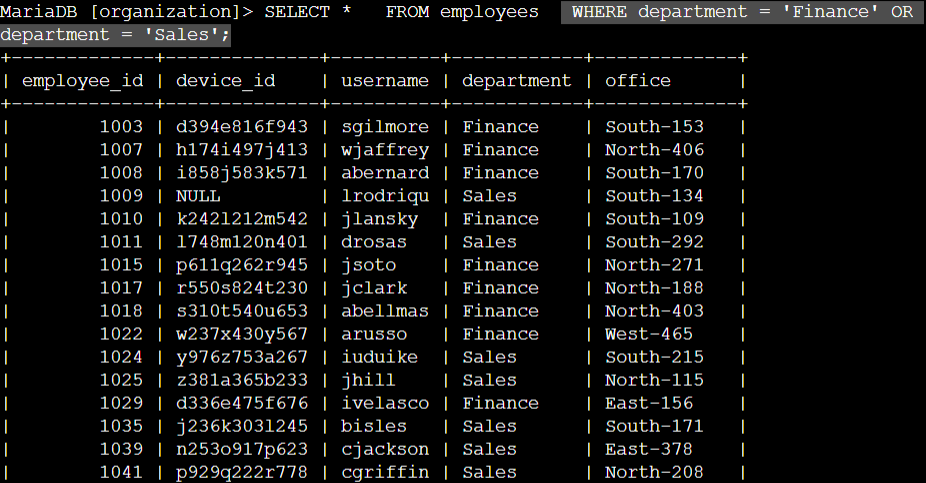 MariaDB [organization]> SELECT *   FROM employees   WHERE department = 'Finance' OR
department = 'Sales';
+-------------+--------------+----------+------------+-------------+
| employee_id | device_id    | username | department | office      |
+-------------+--------------+----------+------------+-------------+
|        1003 | d394e816f943 | sgilmore | Finance    | South-153   |
|        1007 | h174i497j413 | wjaffrey | Finance    | North-406   |
|        1008 | i858j583k571 | abernard | Finance    | South-170   |
|        1009 | NULL         | lrodriqu | Sales      | South-134   |
|        1010 | k242l212m542 | jlansky  | Finance    | South-109   |
|        1011 | l748m120n401 | drosas   | Sales      | South-292   |
|        1015 | p611q262r945 | jsoto    | Finance    | North-271   |
|        1017 | r550s824t230 | jclark   | Finance    | North-188   |
|        1018 | s310t540u653 | abellmas | Finance    | North-403   |
|        1022 | w237x430y567 | arusso   | Finance    | West-465    |
|        1024 | y976z753a267 | iuduike  | Sales      | South-215   |
|        1025 | z381a365b233 | jhill    | Sales      | North-115   |
|        1029 | d336e475f676 | ivelasco | Finance    | East-156    |
|        1035 | j236k303l245 | bisles   | Sales      | South-171   |
|        1039 | n253o917p623 | cjackson | Sales      | East-378    |
|        1041 | p929q222r778 | cgriffin | Sales      | North-208   |